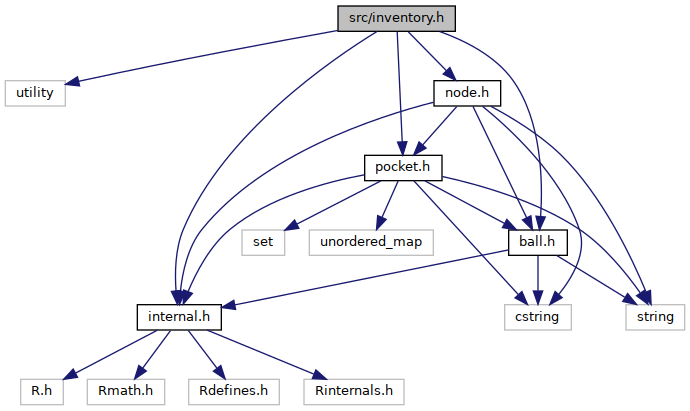 src/inventory.h
utility
node.h
pocket.h
set
unordered_map
ball.h
internal.h
cstring
string
R.h
Rmath.h
Rdefines.h
Rinternals.h